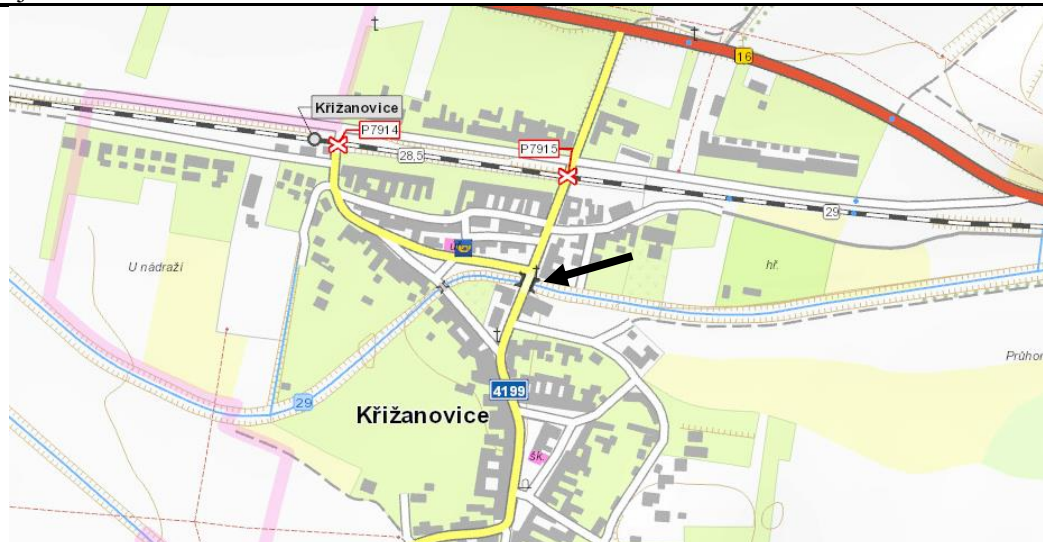 16
Křižanovice
P7914
28,5
P7915
29
U nádraží
hř.
Průhon
29
4199
Křižanovice
šk.